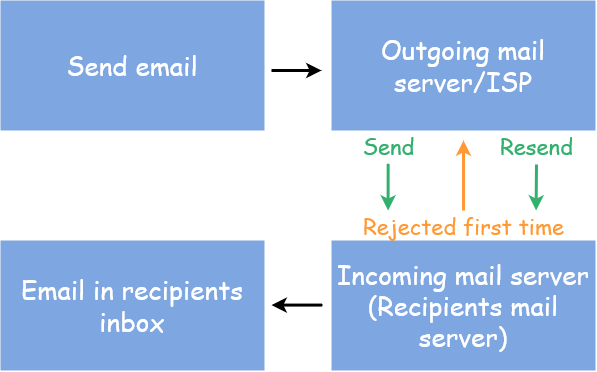 Send email
Outgoing mail
server/ISP
Send
Resend
Rejected first time
Email in recipients
inbox
Incoming mail server
(Recipients mail
server)